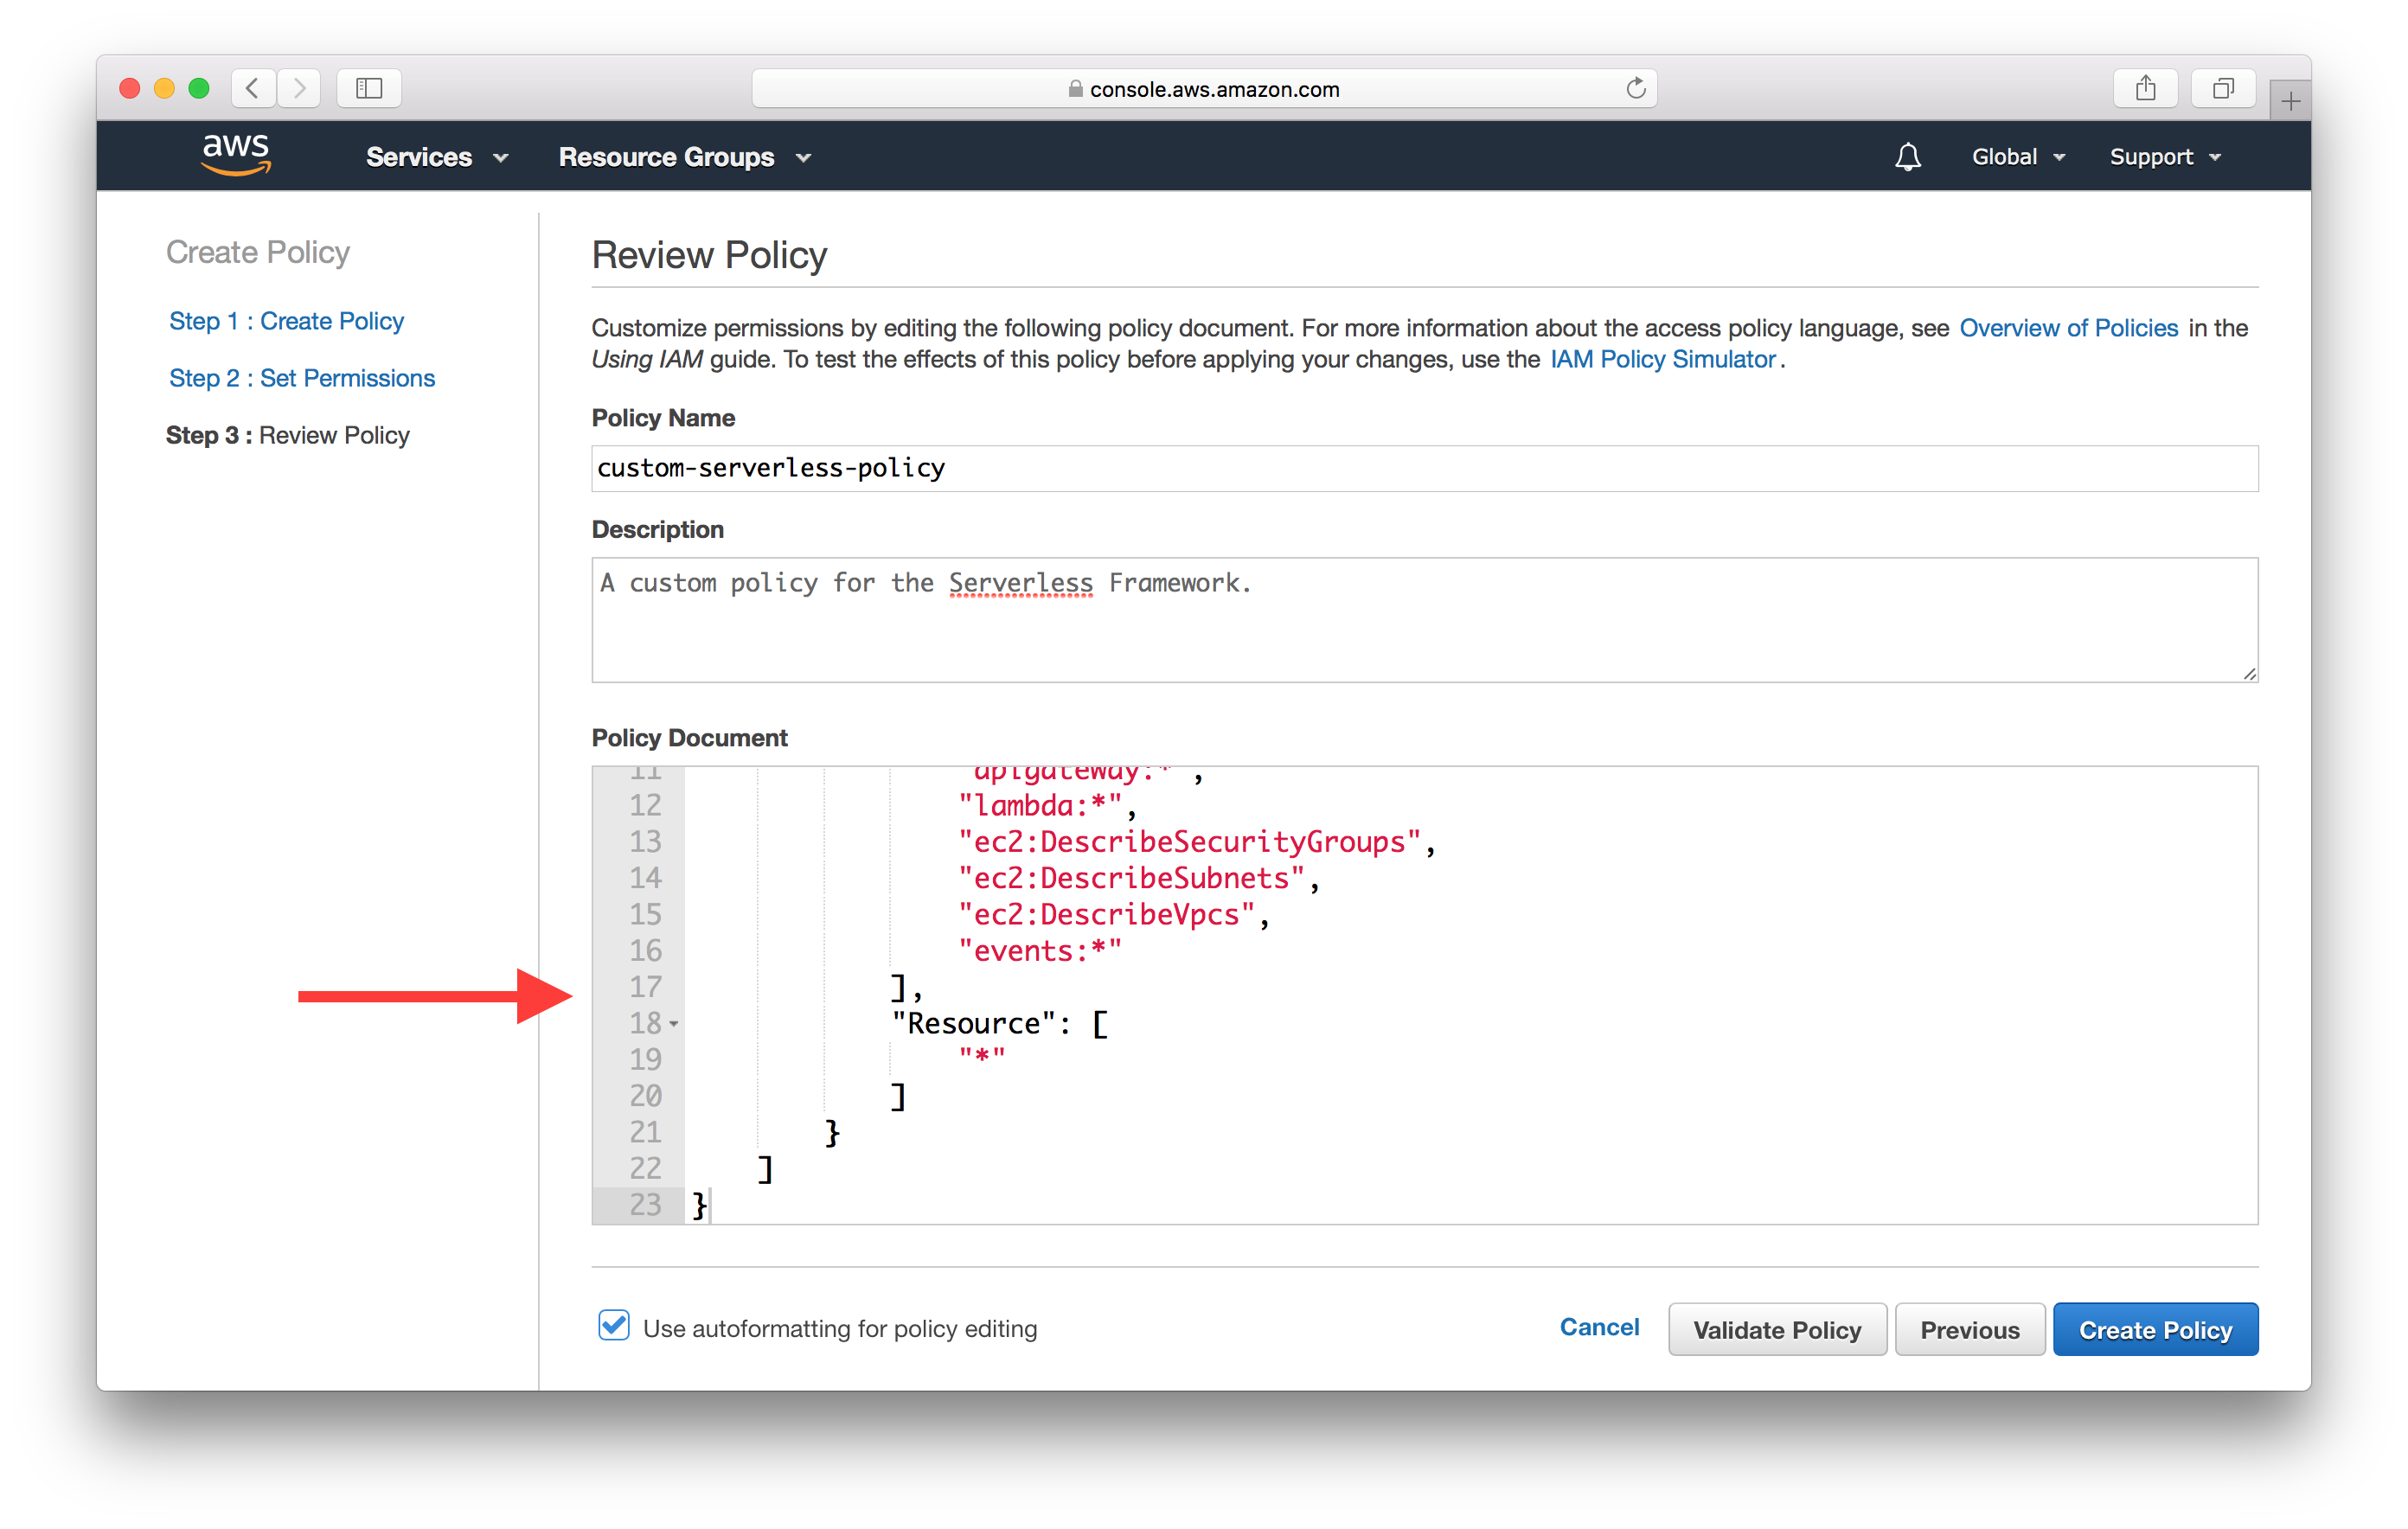 console.aws.amazon.com
aws Services Resource Groups Global Support
Create Policy
Step 1 : Create Policy
Step 2 : Set Permissions
Step 3 : Review Policy
Review Policy
Customize permissions by editing the following policy document. For more information about the access policy language, see Overview of Policies in the
Using IAM guide. To test the effects of this policy before applying your changes, use the IAM Policy Simulator.
Policy Name
custom-serverless-policy
Description
A custom policy for the Serverless Framework.
Policy Document
11 "apigateway:*",
12 "lambda:*",
13 "ec2:DescribeSecurityGroups",
14 "ec2:DescribeSubnets",
15 "ec2:DescribeVpcs",
16 "events:*"
17 ],
18 "Resource": [
19 "*"
20 ]
21 }
22 ]
23 }
Use autoformatting for policy editing
Cancel Validate Policy Previous Create Policy